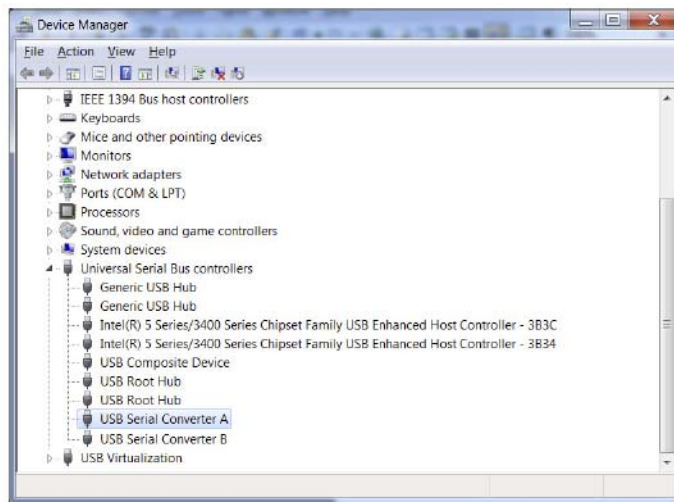 Device Manager
File Action View Help
IEEE 1394 Bus host controllers
Keyboards
Mice and other pointing devices
Monitors
Network adapters
Ports (COM & LPT)
Processors
Sound, video and game controllers
System devices
Universal Serial Bus controllers
Generic USB Hub
Generic USB Hub
Intel(R) 5 Series/3400 Series Chipset Family USB Enhanced Host Controller - 3B3C
Intel(R) 5 Series/3400 Series Chipset Family USB Enhanced Host Controller - 3B34
USB Composite Device
USB Root Hub
USB Root Hub
USB Serial Converter A
USB Serial Converter B
USB Virtualization